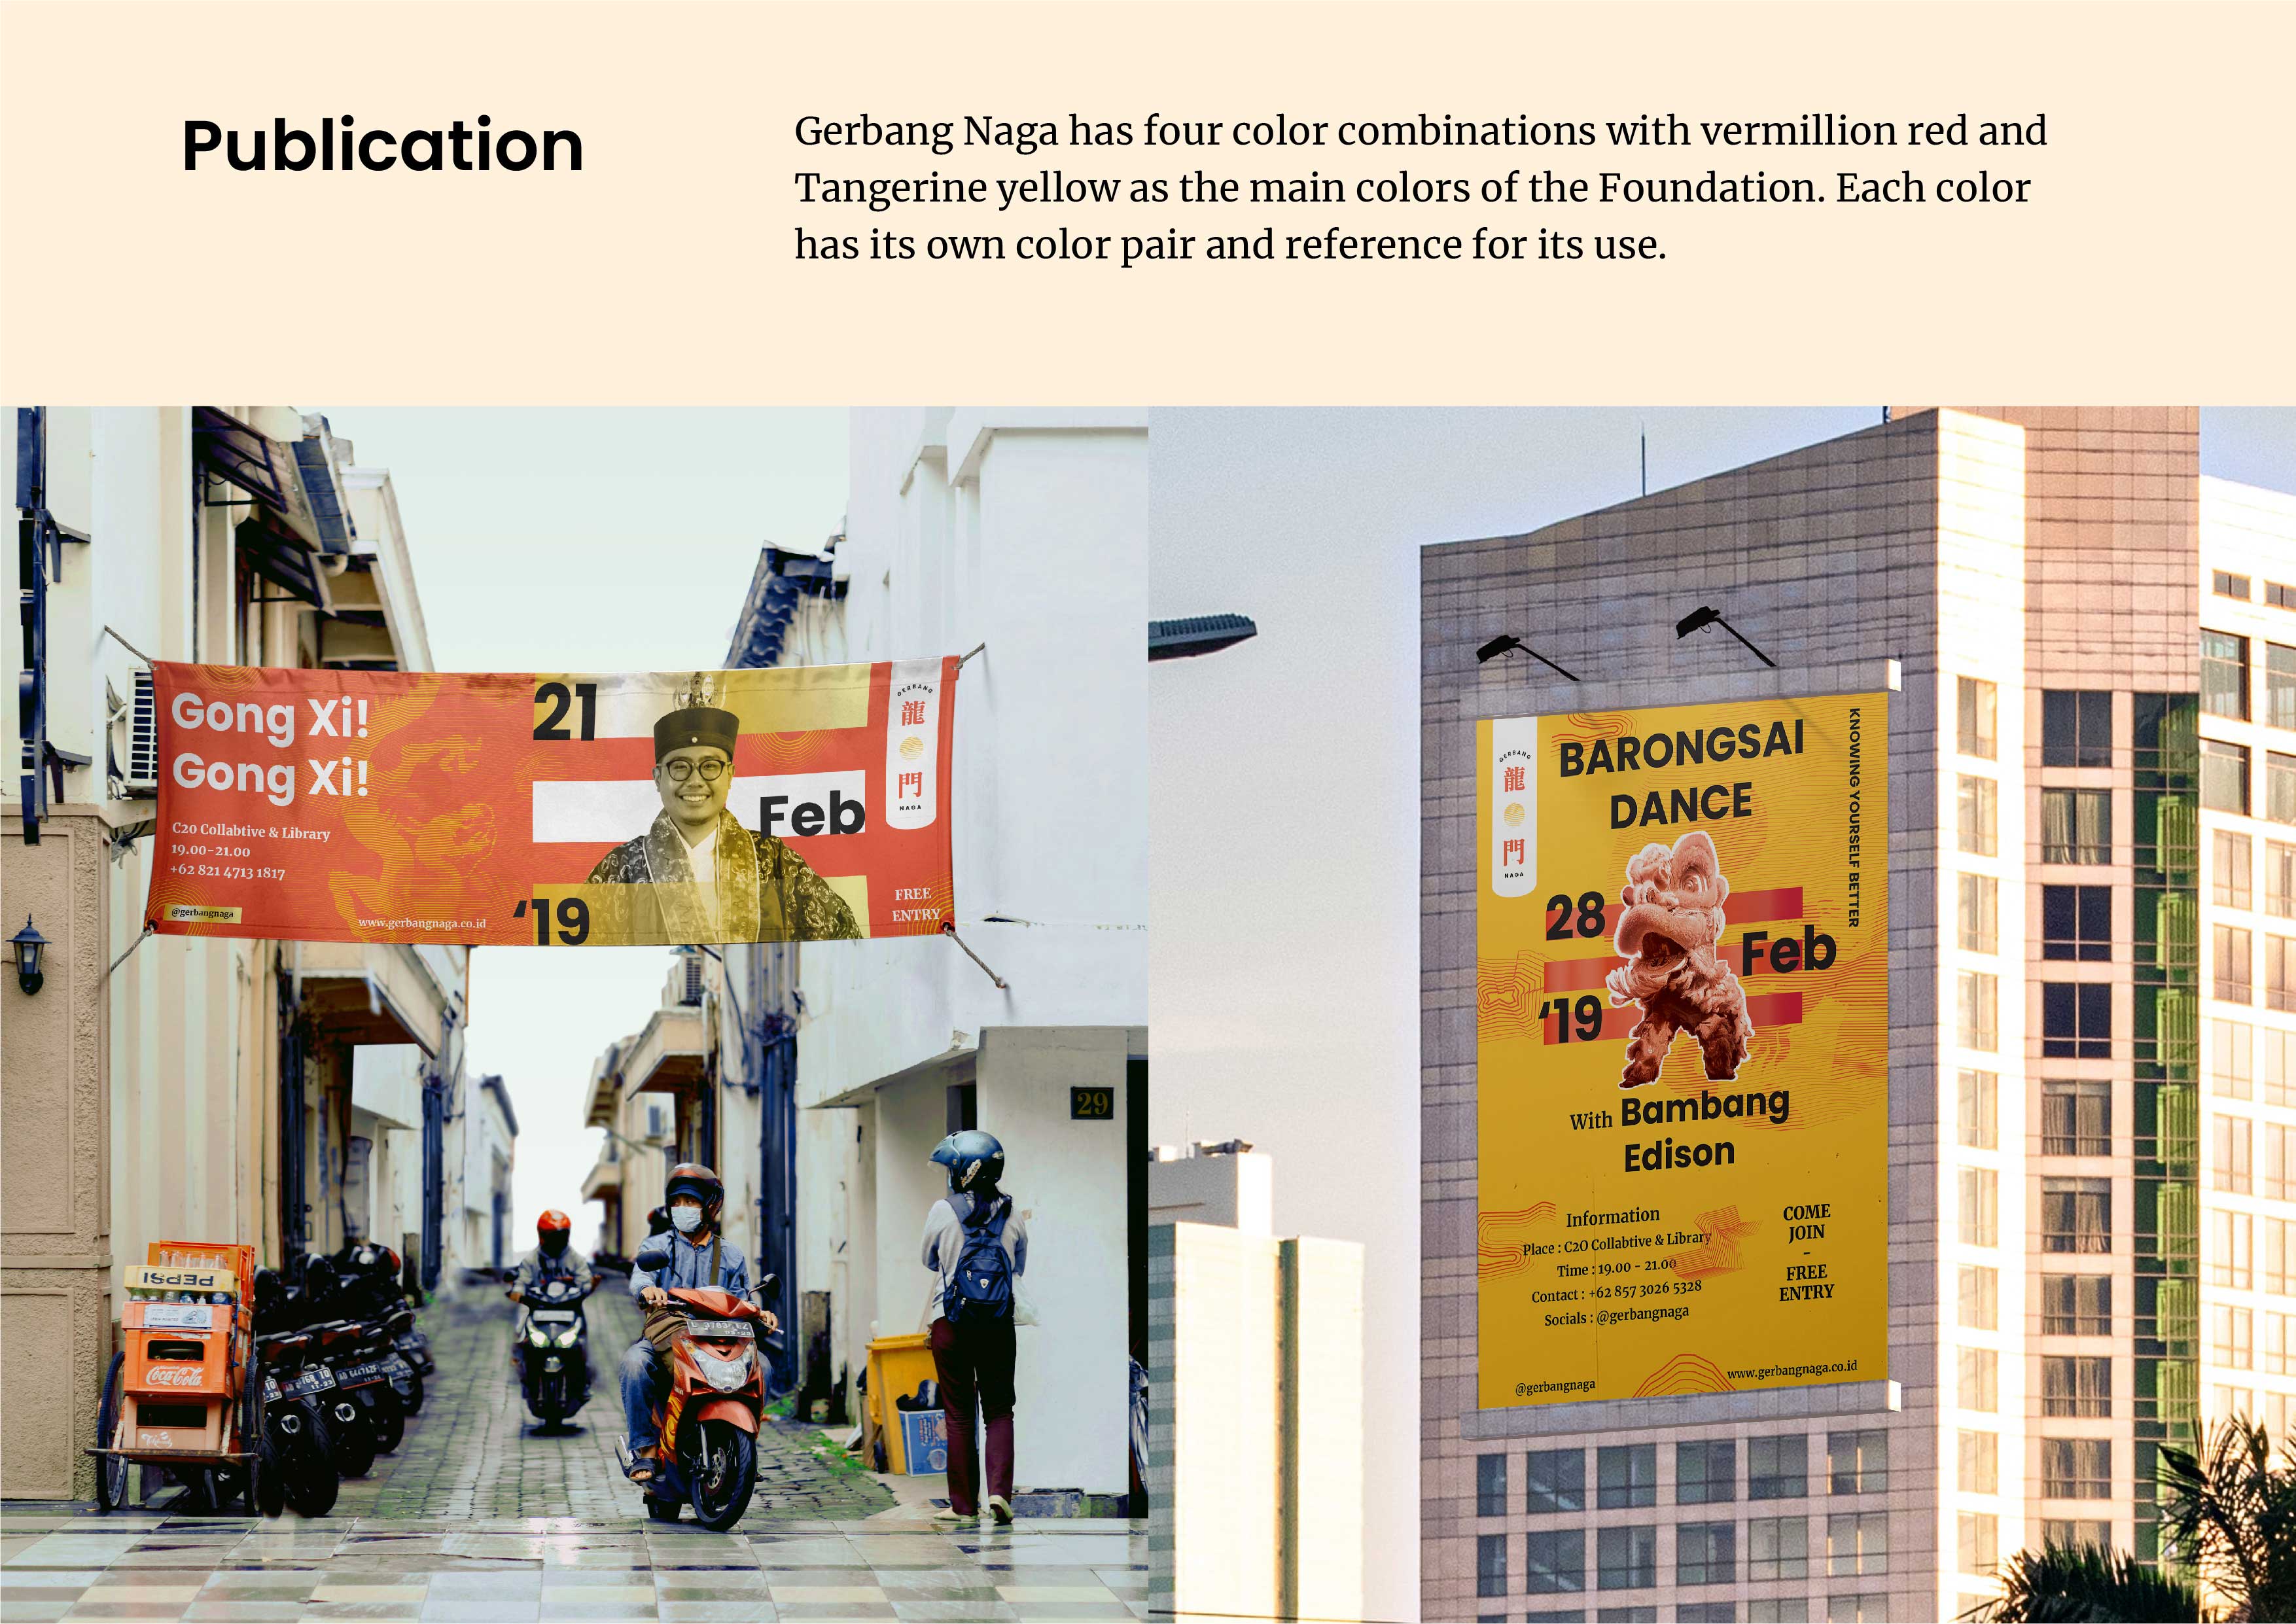 Publication
Gerbang Naga has four color combinations with vermillion red and
Tangerine yellow as the main colors of the Foundation. Each color
has its own color pair and reference for its use.
Gong Xi!
Gong Xi!
C20 Collabtive & Library
19.00-21.00
+62 821 4713 1817
@gerbangnaga
www.gerbangnaga.co.id
21
Feb
‘19
GERBANG
龍
門
NAGA
FREE
ENTRY
29
PEPSI
Coca-Cola
GERBANG
龍
門
NAGA
BARONGSAI
DANCE
KNOWING YOURSELF BETTER
28
Feb
‘19
With Bambang
Edison
Information
Place : C2O Collabtive & Library
Time : 19.00 - 21.00
Contact : +62 857 3026 5328
Socials : @gerbangnaga
COME
JOIN
-
FREE
ENTRY
@gerbangnaga
www.gerbangnaga.co.id